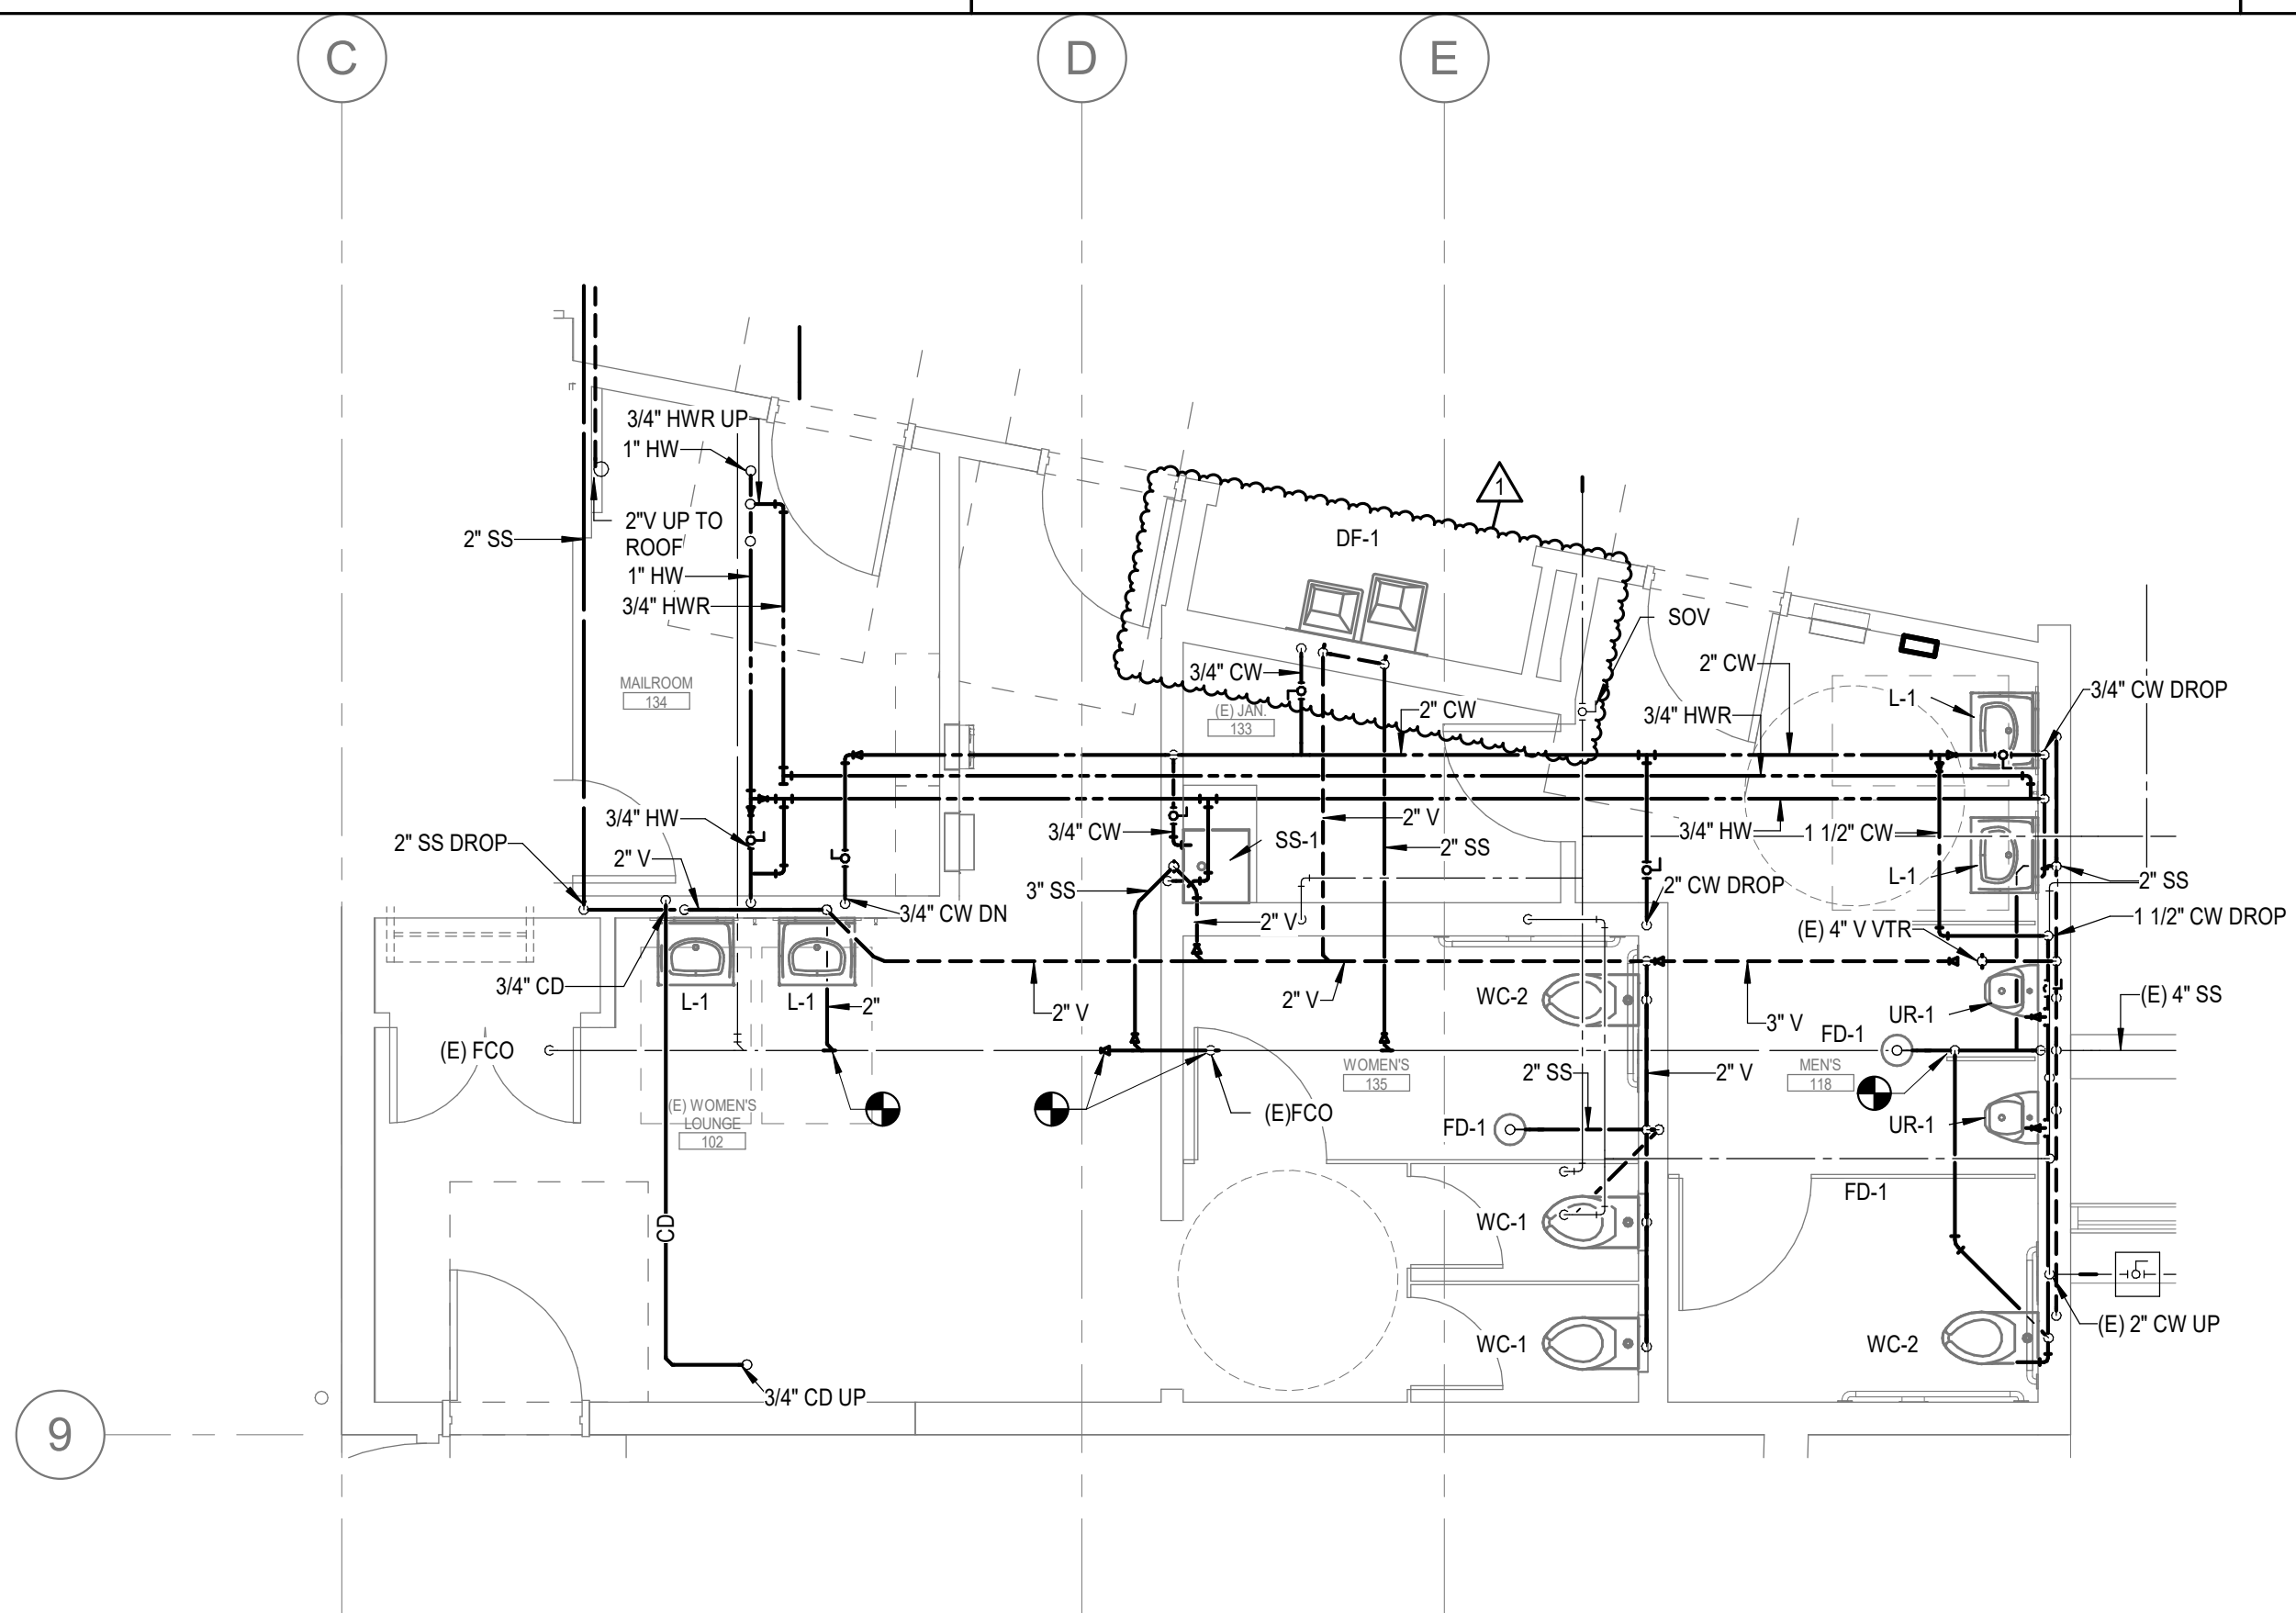 C
D
E
3/4" HWR UP
1" HW
1
2"V UP TO
ROOF
2" SS
DF-1
1" HW
3/4" HWR
SOV
2" CW
3/4" CW
MAILROOM
134
L-1
3/4" CW DROP
(E) JAN.
133
2" CW
3/4" HWR
3/4" HW
2" V
3/4" CW
SS-1
3/4" HW
1 1/2" CW
2" SS DROP
2" V
2" SS
L-1
2" SS
3" SS
2" CW DROP
3/4" CW DN
2" V
(E) 4" V VTR
1 1/2" CW DROP
3/4" CD
L-1
L-1
2"
2" V
2" V
WC-2
3" V
UR-1
(E) 4" SS
FD-1
(E) FCO
WOMEN'S
135
2" SS
2" V
MEN'S
118
(E) WOMEN'S
LOUNGE
102
(E)FCO
FD-1
UR-1
FD-1
CD
WC-1
WC-1
WC-2
(E) 2" CW UP
3/4" CD UP
9